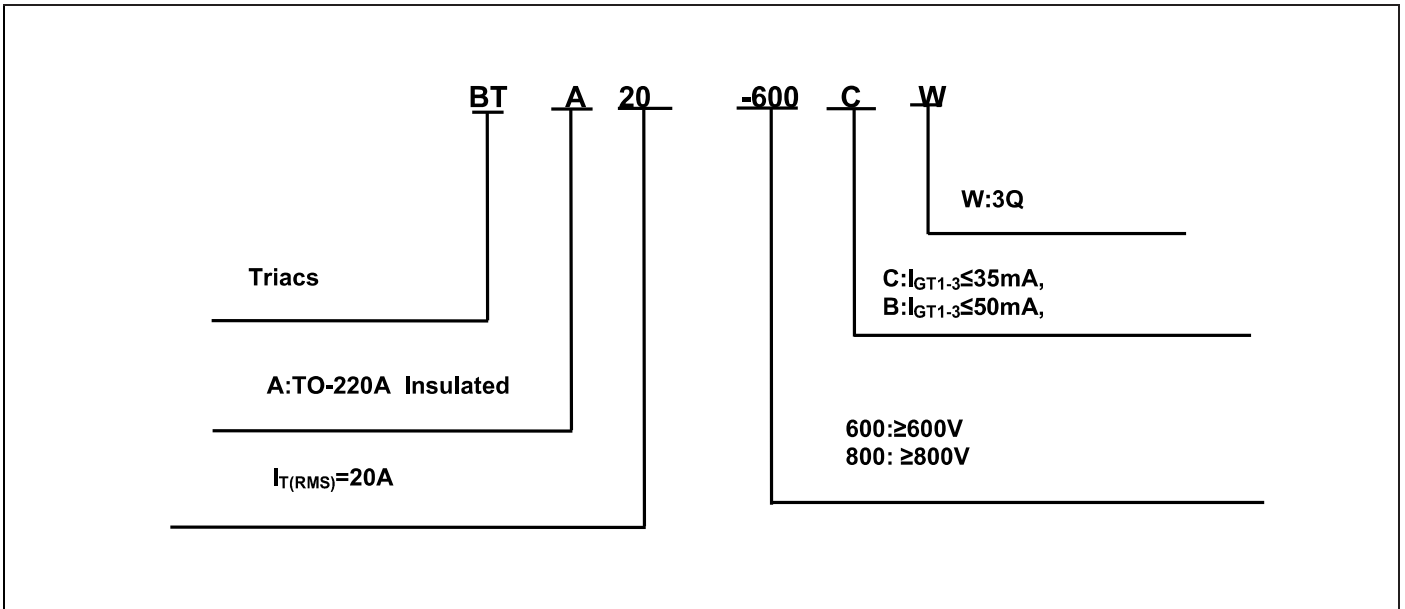 BT A 20 -600 C W
W:3Q
Triacs
C:IGT1-3≤35mA,
B:IGT1-3≤50mA,
A:TO-220A Insulated
600:≥600V
800: ≥800V
IT(RMS)=20A